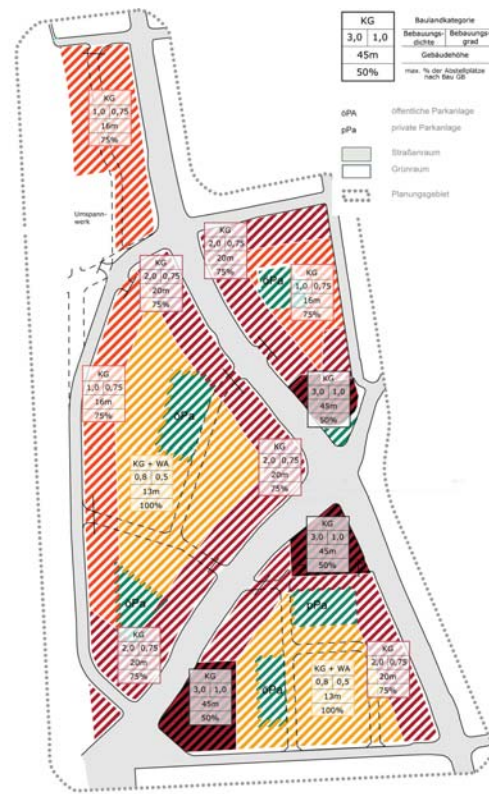 KG
Baulandkategorie
3,0 1,0
Bebauungs-dichte
Bebauungs-grad
45m
Gebäudehöhe
50%
max. % der Abstellplätze
nach Bau GB
öPA öffentliche Parkanlage
pPa private Parkanlage
Straßanraum
Grünraum
Planungsgebiet
KG
1,0 0,75
16m
75%
Umspann-
werk
KG
2,0 0,75
20m
75%
KG
2,0 0,75
20m
75%
öPa
KG
1,0 0,75
16m
75%
KG
1,0 0,75
16m
75%
KG
3,0 1,0
45m
50%
öPa
KG
2,0 0,75
20m
75%
KG + WA
0,8 0,5
13m
100%
KG
3,0 1,0
45m
50%
öPa
pPa
KG
2,0 0,75
20m
75%
KG
2,0 0,75
20m
75%
KG
3,0 1,0
45m
50%
öPa
KG + WA
0,8 0,5
13m
100%